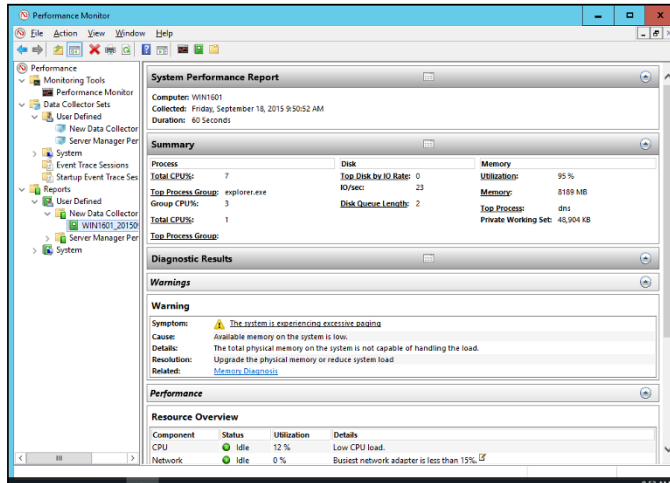 Performance Monitor
File Action View Window Help
Performance
Monitoring Tools
Performance Monitor
Data Collector Sets
User Defined
New Data Collector
Server Manager Per
System
Event Trace Sessions
Startup Event Trace Ses
Reports
User Defined
New Data Collector
WIN1601_20150
Server Manager Per
System
System Performance Report
Computer: WIN1601
Collected: Friday, September 18, 2015 9:50:52 AM
Duration: 60 Seconds
Summary
Process Disk Memory
Total CPU%: 7 Top Disk by IO Rate: 0 Utilization: 95 %
Top Process Group: explorer.exe IO/sec: 23 Memory: 8189 MB
Group CPU%: 3 Disk Queue Length: 2 Top Process: dns
Total CPU%: 1 Private Working Set: 48,904 KB
Top Process Group:
Diagnostic Results
Warnings
Warning
Symptom: The system is experiencing excessive paging
Cause: Available memory on the system is low.
Details: The total physical memory on the system is not capable of handling the load.
Resolution: Upgrade the physical memory or reduce system load
Related: Memory Diagnosis
Performance
Resource Overview
Component Status Utilization Details
CPU Idle 12 % Low CPU load.
Network Idle 0 % Busiest network adapter is less than 15%.